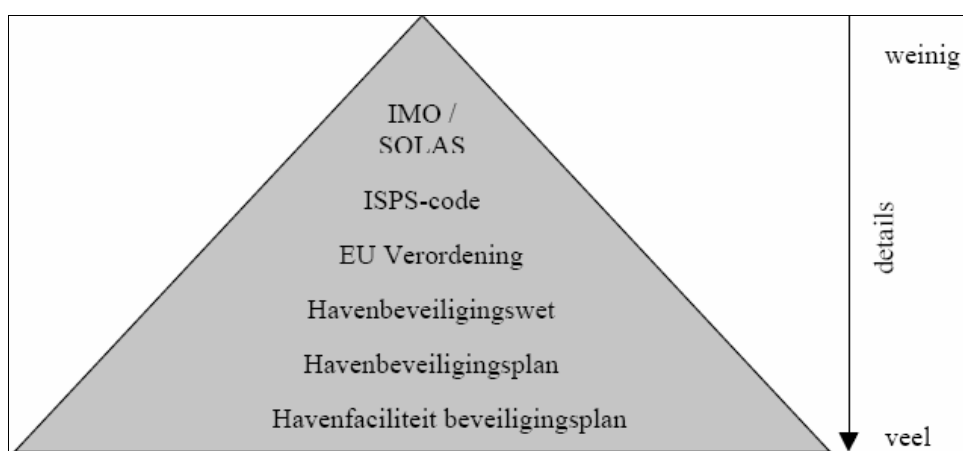 IMO /
SOLAS
ISPS-code
EU Verordening
Havenbeveiligingswet
Havenbeveiligingsplan
Havenfaciliteit beveiligingsplan
weinig
details
veel